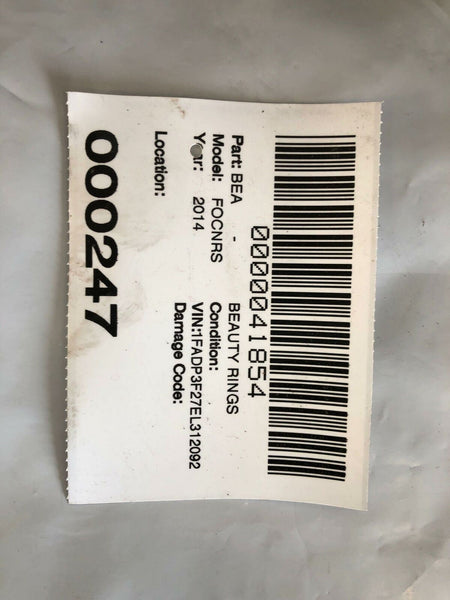 0000041854
Part: BEA - BEAUTY RINGS
Model: FOCNRS Condition:
Year: 2014 VIN:1FADP3F27EL312092
Damage Code:
Location:
000247